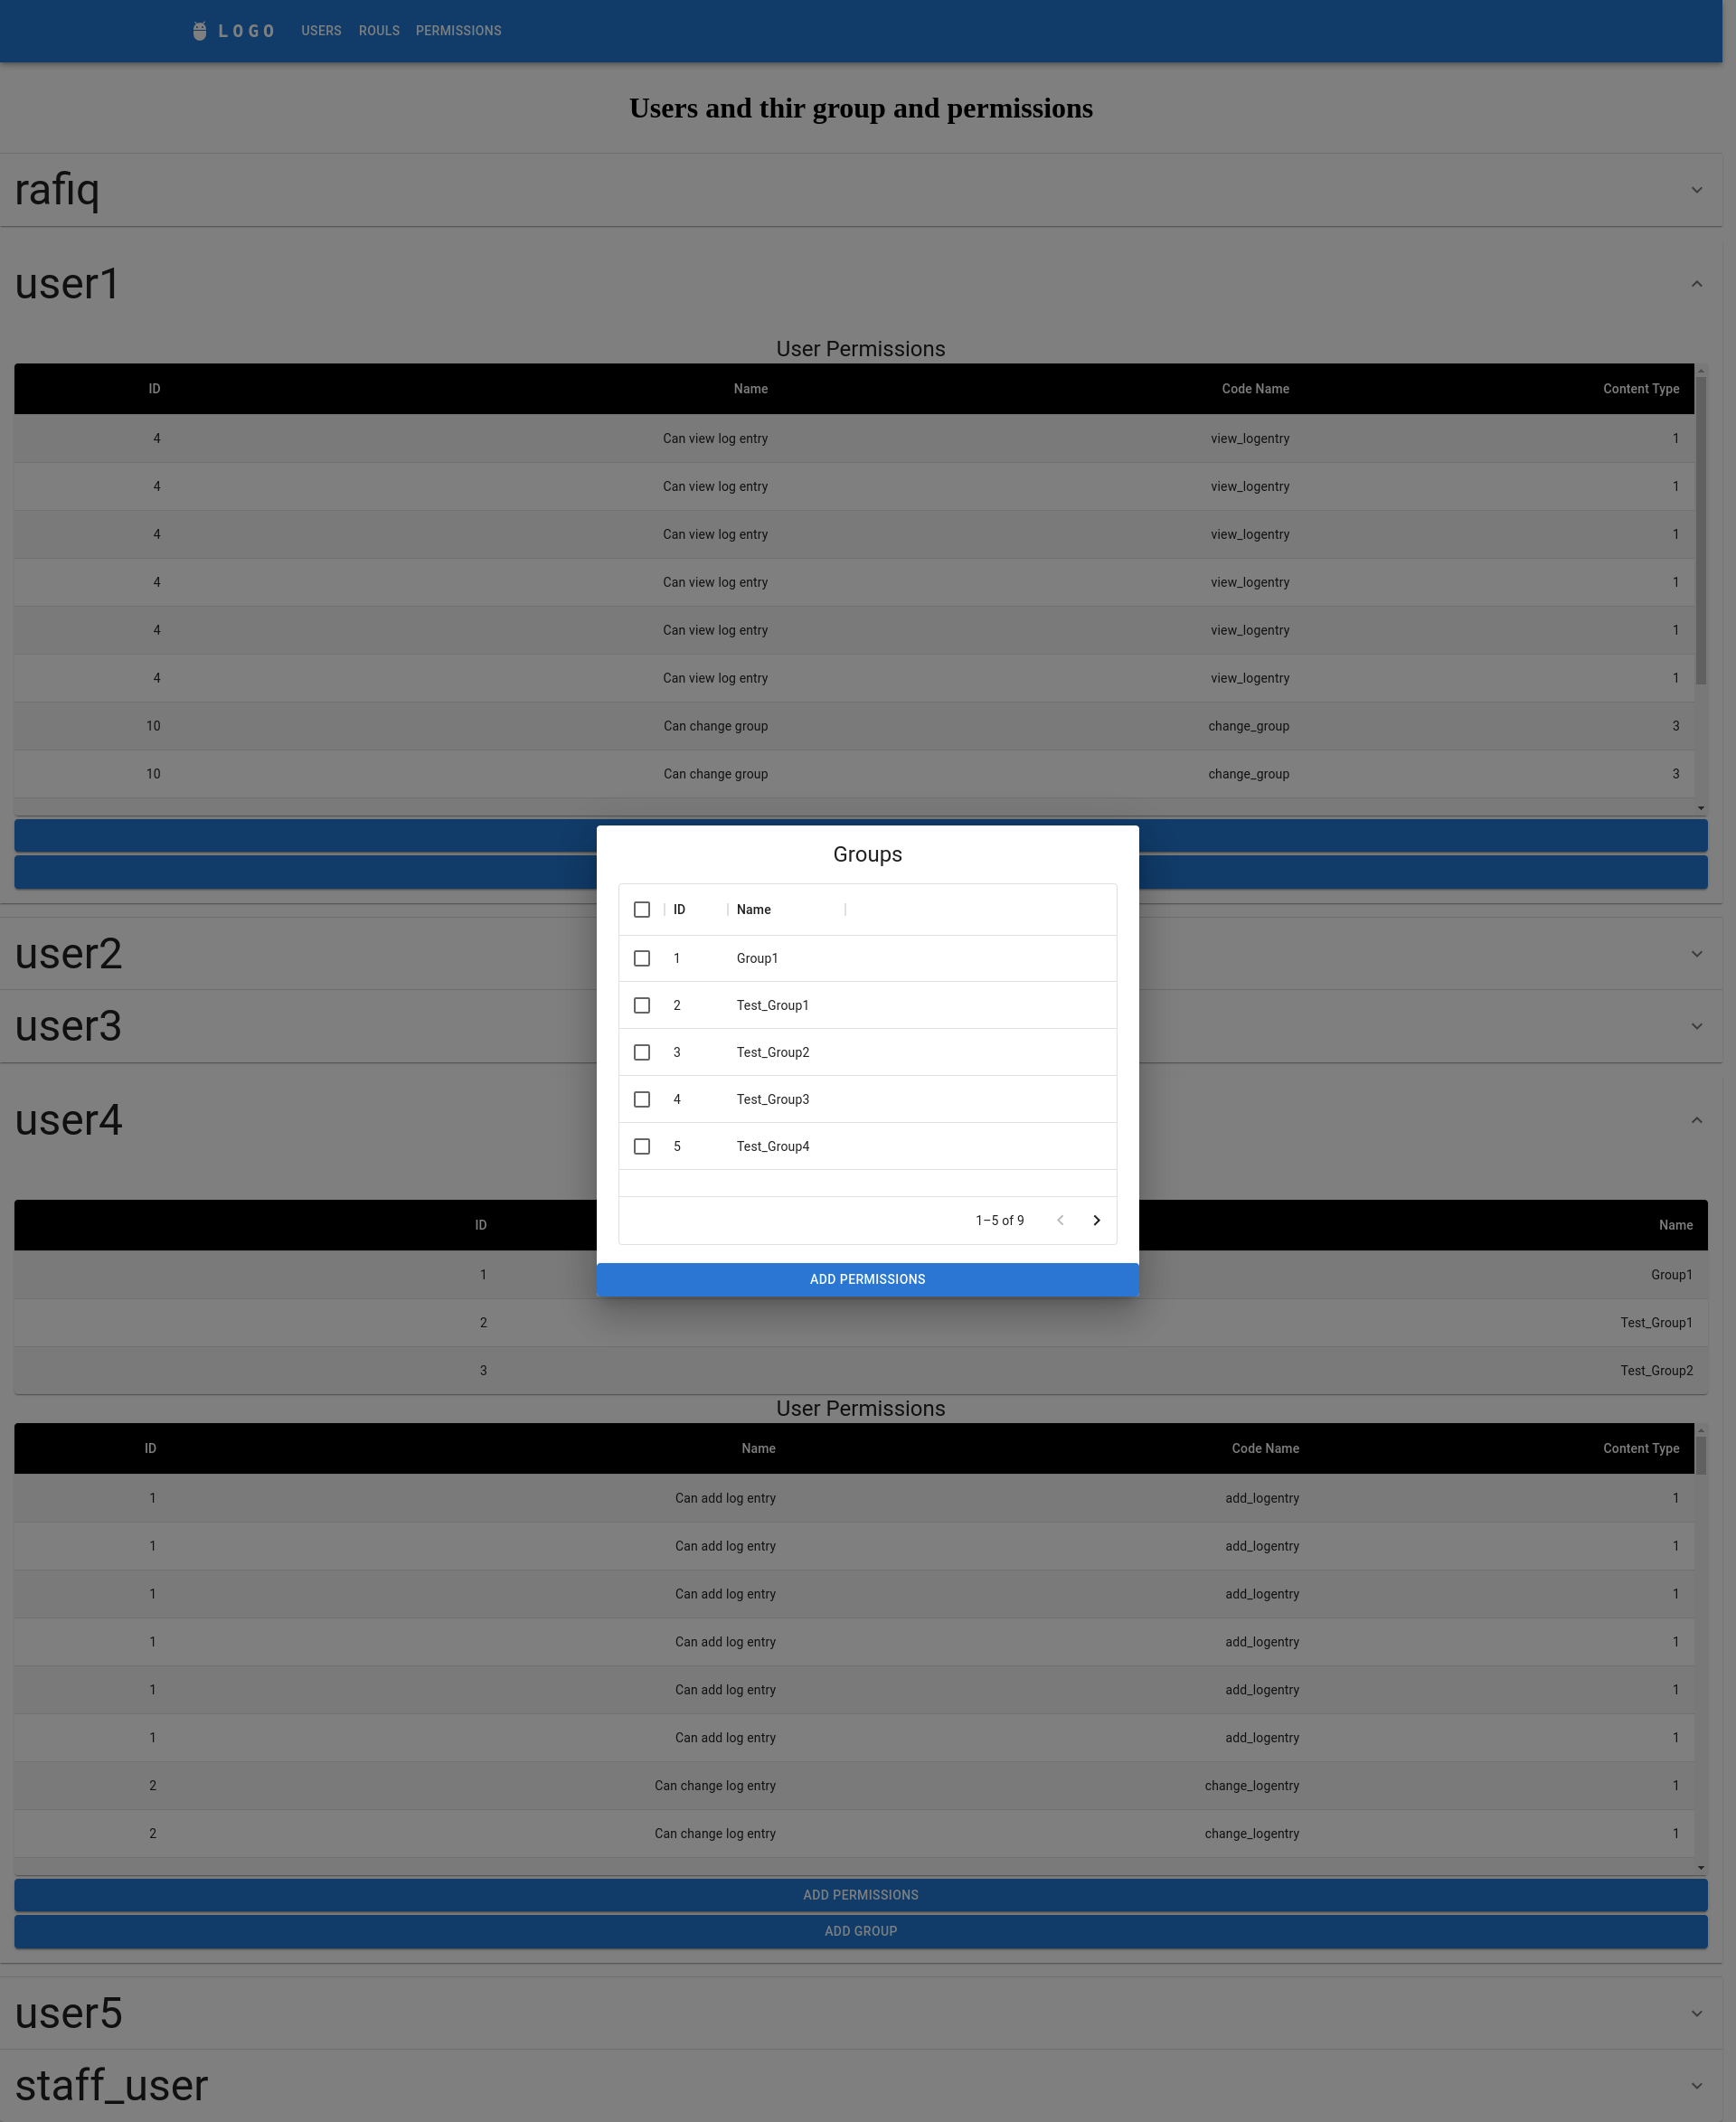 LOGO USERS ROULS PERMISSIONS
Users and thir group and permissions
rafiq
user1
User Permissions
ID Name Code Name Content Type
4 Can view log entry view_logentry 1
4 Can view log entry view_logentry 1
4 Can view log entry view_logentry 1
4 Can view log entry view_logentry 1
4 Can view log entry view_logentry 1
4 Can view log entry view_logentry 1
10 Can change group change_group 3
10 Can change group change_group 3
Groups
ID Name
1 Group1
2 Test_Group1
3 Test_Group2
4 Test_Group3
5 Test_Group4
1–5 of 9
ADD PERMISSIONS
user2
user3
user4
ID Name
1 Group1
2 Test_Group1
3 Test_Group2
User Permissions
ID Name Code Name Content Type
1 Can add log entry add_logentry 1
1 Can add log entry add_logentry 1
1 Can add log entry add_logentry 1
1 Can add log entry add_logentry 1
1 Can add log entry add_logentry 1
1 Can add log entry add_logentry 1
2 Can change log entry change_logentry 1
2 Can change log entry change_logentry 1
ADD PERMISSIONS
ADD GROUP
user5
staff_user